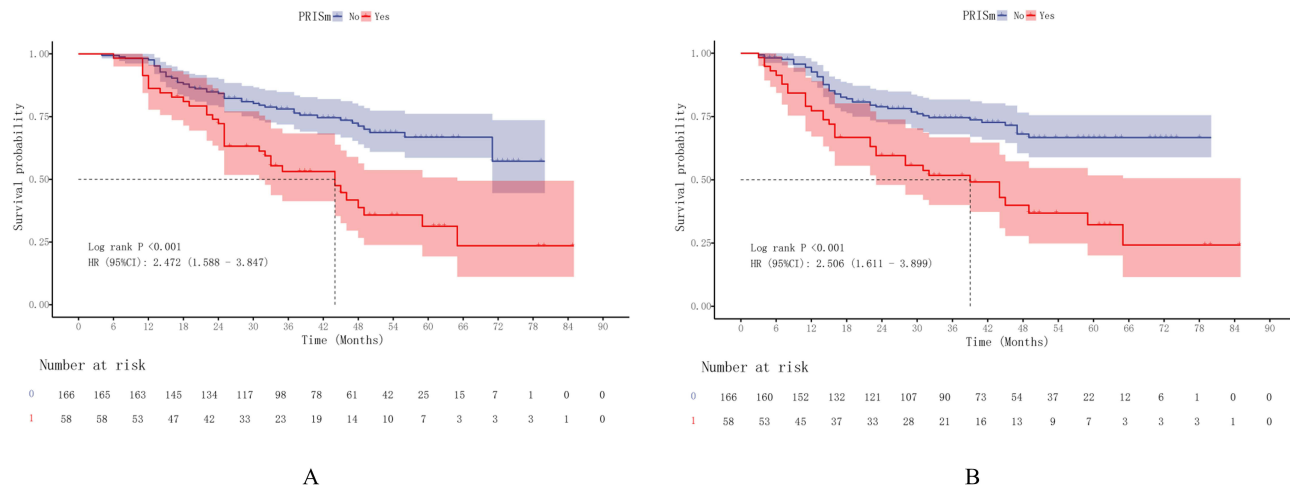 PRISm No Yes
1.00
0.75
0.50
0.25
0.00
Survival probability
Log rank P <0.001
HR (95%CI): 2.472 (1.588 - 3.847)
0 6 12 18 24 30 36 42 48 54 60 66 72 78 84 90
Time (Months)
Number at risk
0 166 165 163 145 134 117 98 78 61 42 25 15 7 1 0 0
1 58 58 53 47 42 33 23 19 14 10 7 3 3 3 1 0
A
PRISm No Yes
1.00
0.75
0.50
0.25
0.00
Survival probability
Log rank P <0.001
HR (95%CI): 2.506 (1.611 - 3.899)
0 6 12 18 24 30 36 42 48 54 60 66 72 78 84 90
Time (Months)
Number at risk
0 166 160 152 132 121 107 90 73 54 37 22 12 6 1 0 0
1 58 53 45 37 33 28 21 16 13 9 7 3 3 3 1 0
B